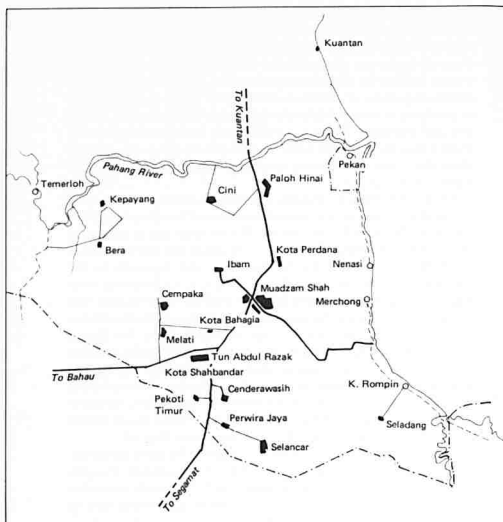 Kuantan
To Kuantan
Pekan
Pahang River
Temerloh
Cini
Paloh Hinai
Kepayang
Bera
Kota Perdana
Ibam
Nenasi
Muadzam Shah
Cempaka
Merchong
Kota Bahagia
Melati
Tun Abdul Razak
To Bahau
Kota Shahbandar
Cenderawasih
K. Rompin
Pekoti
Timur
Perwira Jaya
Seladang
Selancar
To Segamat